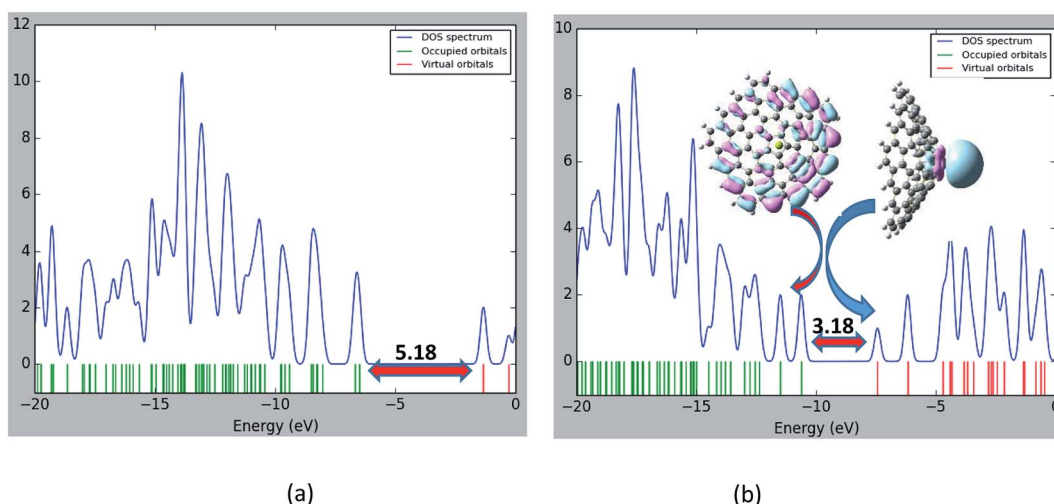 12
10
8
6
4
2
0
DOS spectrum
Occupied orbitals
Virtual orbitals
5.18
−20
−15
−10
−5
0
Energy (eV)
(a)
10
8
6
4
2
0
DOS spectrum
Occupied orbitals
Virtual orbitals
3.18
−20
−15
−10
−5
0
Energy (eV)
(b)